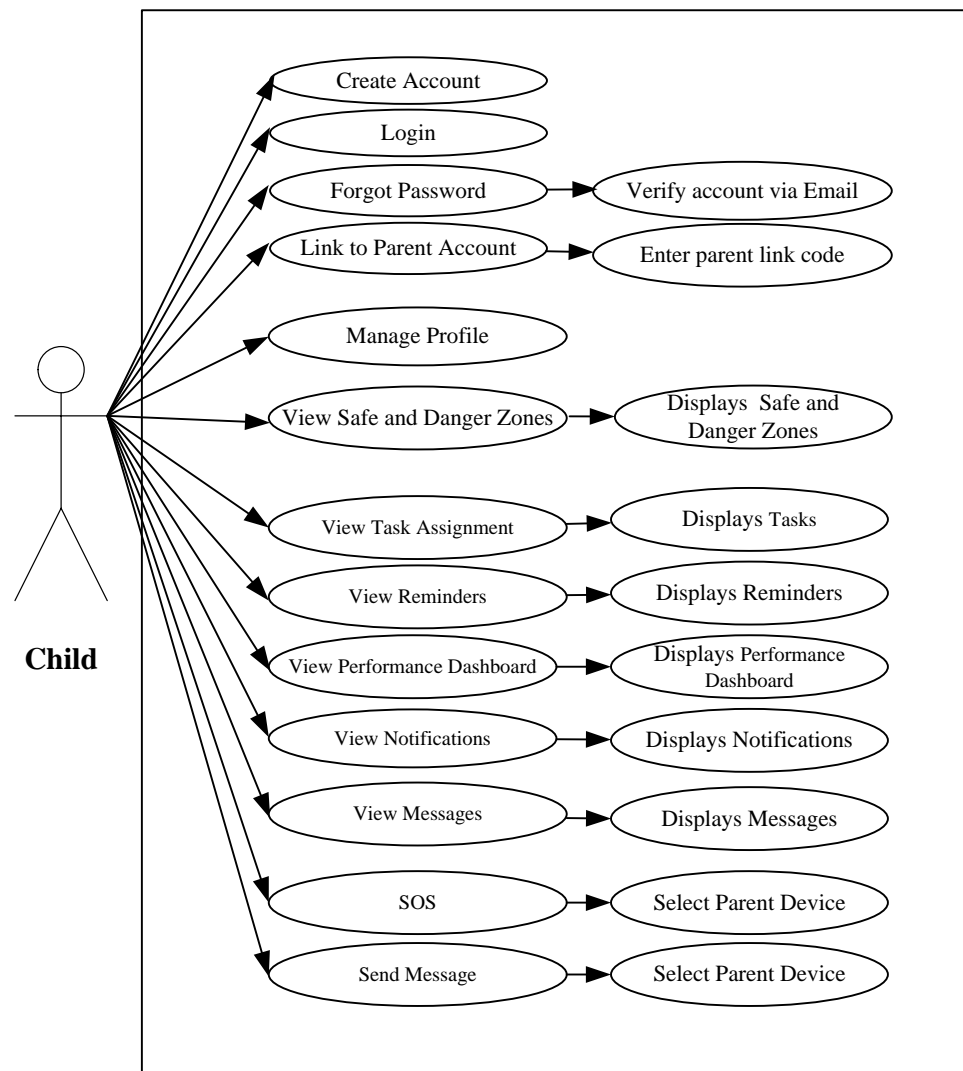 Create Account
Login
Forgot Password
Verify account via Email
Link to Parent Account
Enter parent link code
Manage Profile
View Safe and Danger Zones
Displays Safe and
Danger Zones
View Task Assignment
Displays Tasks
View Reminders
Displays Reminders
Child
View Performance Dashboard
Displays Performance
Dashboard
View Notifications
Displays Notifications
View Messages
Displays Messages
SOS
Select Parent Device
Send Message
Select Parent Device